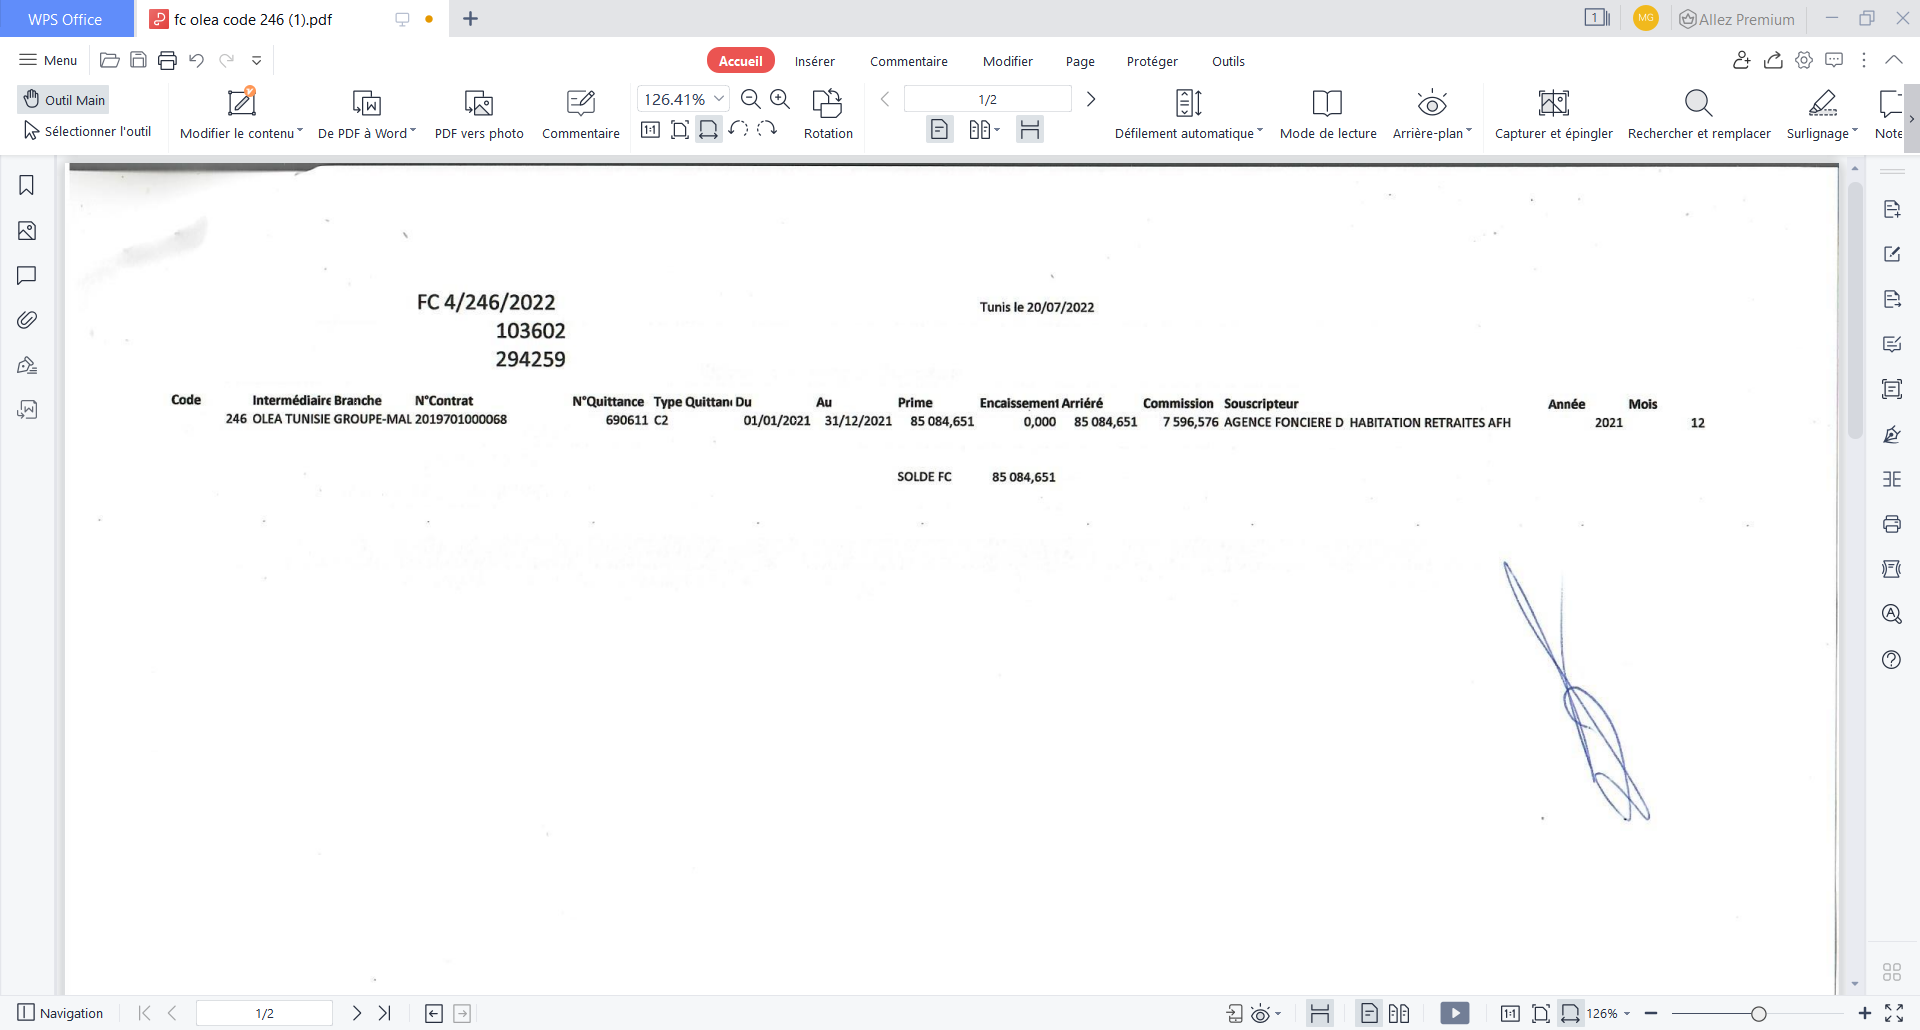 WPS Office
fc olea code 246 (1).pdf
1
MG
Allez Premium
Menu
Accueil
Insérer
Commentaire
Modifier
Page
Protéger
Outils
Outil Main
Sélectionner l'outil
Modifier le contenu
De PDF à Word
PDF vers photo
Commentaire
126.41%
1:1
Rotation
1/2
Défilement automatique
Mode de lecture
Arrière-plan
Capturer et épingler
Rechercher et remplacer
Surlignage
Note
FC 4/246/2022
Tunis le 20/07/2022
103602
294259
Code Intermédiaire Branche N°Contrat N°Quittance Type Quittan Du Au Prime Encaissement Arriéré Commission Souscripteur Année Mois
246 OLEA TUNISIE GROUPE-MAL 2019701000068 690611 C2 01/01/2021 31/12/2021 85 084,651 0,000 85 084,651 7 596,576 AGENCE FONCIERE D HABITATION RETRAITES AFH 2021 12
SOLDE FC 85 084,651
Navigation
1/2
1:1
126%